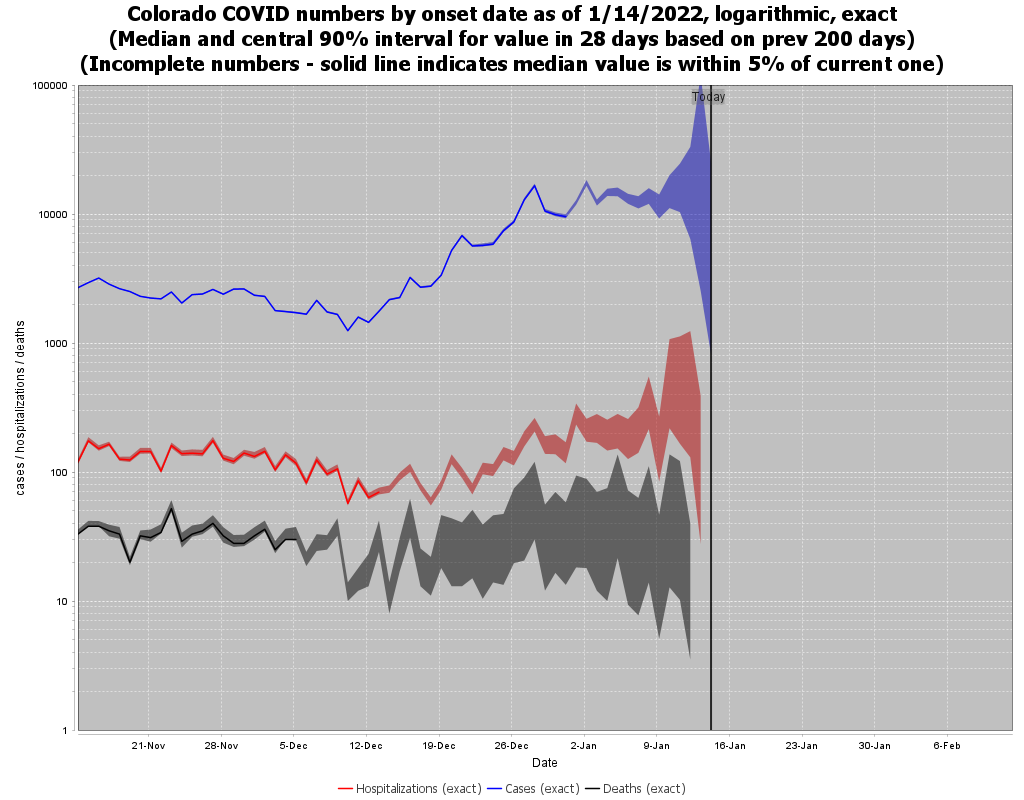 Colorado COVID numbers by onset date as of 1/14/2022, logarithmic, exact
(Median and central 90% interval for value in 28 days based on prev 200 days)
(Incomplete numbers - solid line indicates median value is within 5% of current one)
Today
100000
10000
1000
100
10
1
cases / hospitalizations / deaths
21-Nov 28-Nov 5-Dec 12-Dec 19-Dec 26-Dec 2-Jan 9-Jan 16-Jan 23-Jan 30-Jan 6-Feb
Date
Hospitalizations (exact) Cases (exact) Deaths (exact)